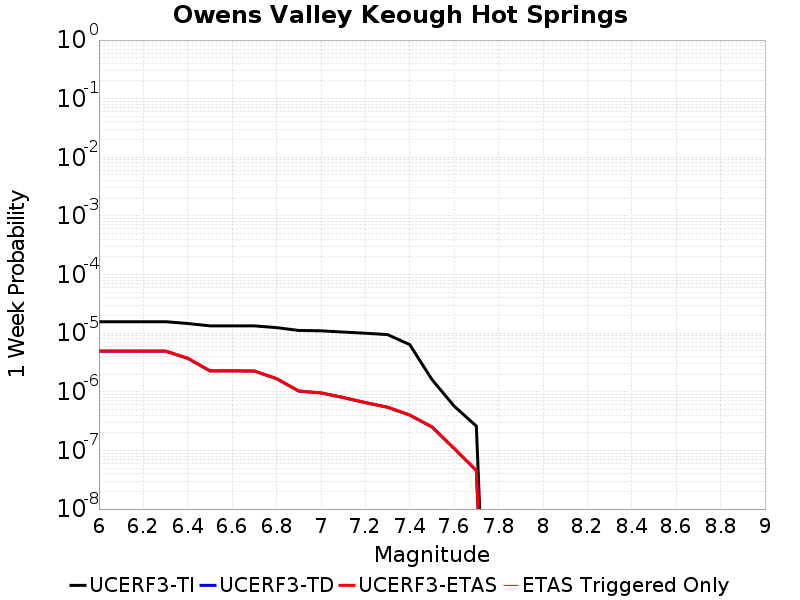 Owens Valley Keough Hot Springs
1 Week Probability
10^0
10^-1
10^-2
10^-3
10^-4
10^-5
10^-6
10^-7
10^-8
6 6.2 6.4 6.6 6.8 7 7.2 7.4 7.6 7.8 8 8.2 8.4 8.6 8.8 9
Magnitude
UCERF3-TI UCERF3-TD UCERF3-ETAS ETAS Triggered Only